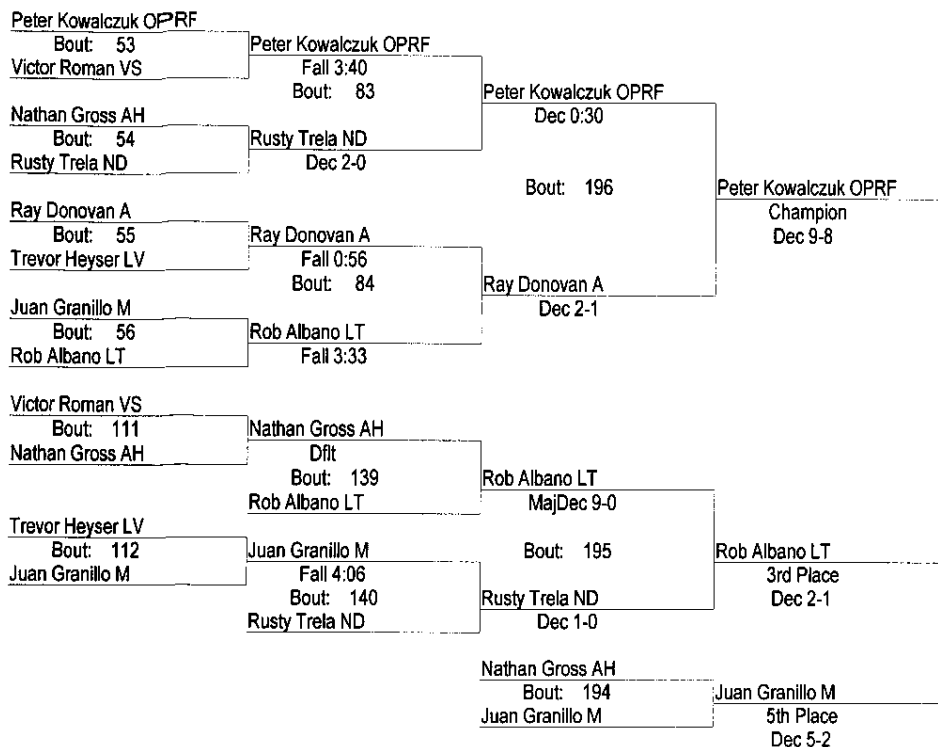 Peter Kowalczuk OPRF
Bout: 53
Victor Roman VS
Peter Kowalczuk OPRF
Fall 3:40
Bout: 83
Nathan Gross AH
Bout: 54
Rusty Trela ND
Rusty Trela ND
Dec 2-0
Peter Kowalczuk OPRF
Dec 0:30
Bout: 196
Ray Donovan A
Bout: 55
Trevor Heyser LV
Ray Donovan A
Fall 0:56
Bout: 84
Juan Granillo M
Bout: 56
Rob Albano LT
Rob Albano LT
Fall 3:33
Ray Donovan A
Dec 2-1
Peter Kowalczuk OPRF
Champion
Dec 9-8
Victor Roman VS
Bout: 111
Nathan Gross AH
Nathan Gross AH
Dflt
Bout: 139
Rob Albano LT
Rob Albano LT
MajDec 9-0
Bout: 195
Trevor Heyser LV
Bout: 112
Juan Granillo M
Juan Granillo M
Fall 4:06
Bout: 140
Rusty Trela ND
Rusty Trela ND
Dec 1-0
Rob Albano LT
3rd Place
Dec 2-1
Nathan Gross AH
Bout: 194
Juan Granillo M
Juan Granillo M
5th Place
Dec 5-2